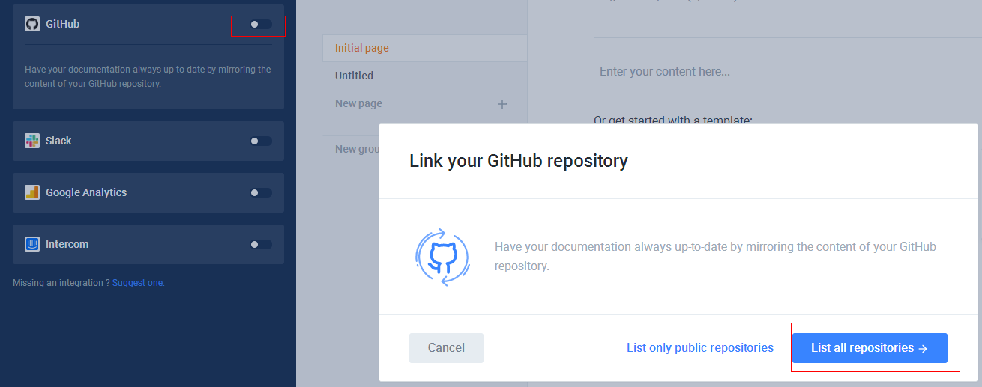 GitHub
Have your documentation a ways up to date by mirroring the
content of your GitHub repository.
Slack
Google Analytics
Intercom
Missing an integration ? Suggest one.
Initial page
Untitled
New page
+
New grou
Enter your content here...
Or get started with a template:
Link your GitHub repository
Have your documentation always up-to-date by mirroring the content of your GitHub
repository.
Cancel
List only public repositories
List all repositories →